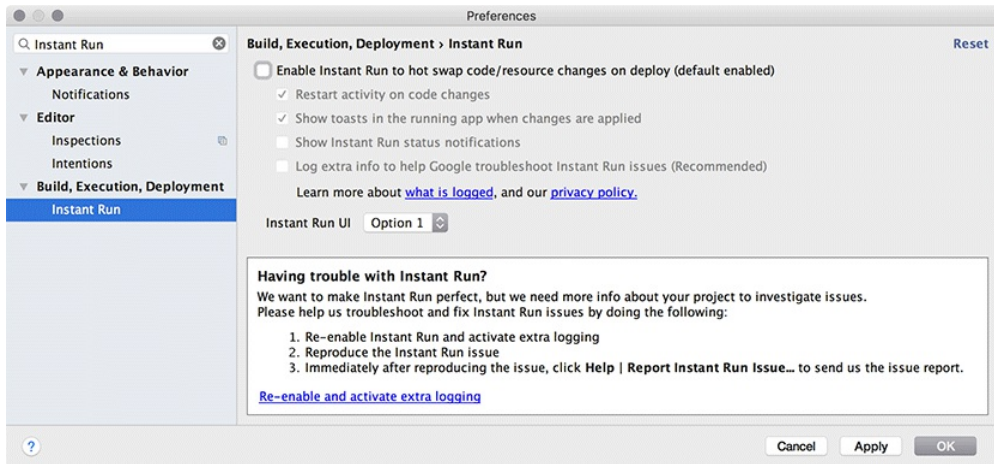 Preferences
Instant Run
Build, Execution, Deployment › Instant Run
Reset
Appearance & Behavior
Notifications
Editor
Inspections
Intentions
Build, Execution, Deployment
Instant Run
Enable Instant Run to hot swap code/resource changes on deploy (default enabled)
Restart activity on code changes
Show toasts in the running app when changes are applied
Show Instant Run status notifications
Log extra info to help Google troubleshoot Instant Run issues (Recommended)
Learn more about what is logged, and our privacy policy.
Instant Run UI Option 1
Having trouble with Instant Run?
We want to make Instant Run perfect, but we need more info about your project to investigate issues.
Please help us troubleshoot and fix Instant Run issues by doing the following:
1. Re-enable Instant Run and activate extra logging
2. Reproduce the Instant Run issue
3. Immediately after reproducing the issue, click Help | Report Instant Run Issue... to send us the issue report.
Re-enable and activate extra logging
?
Cancel
Apply
OK